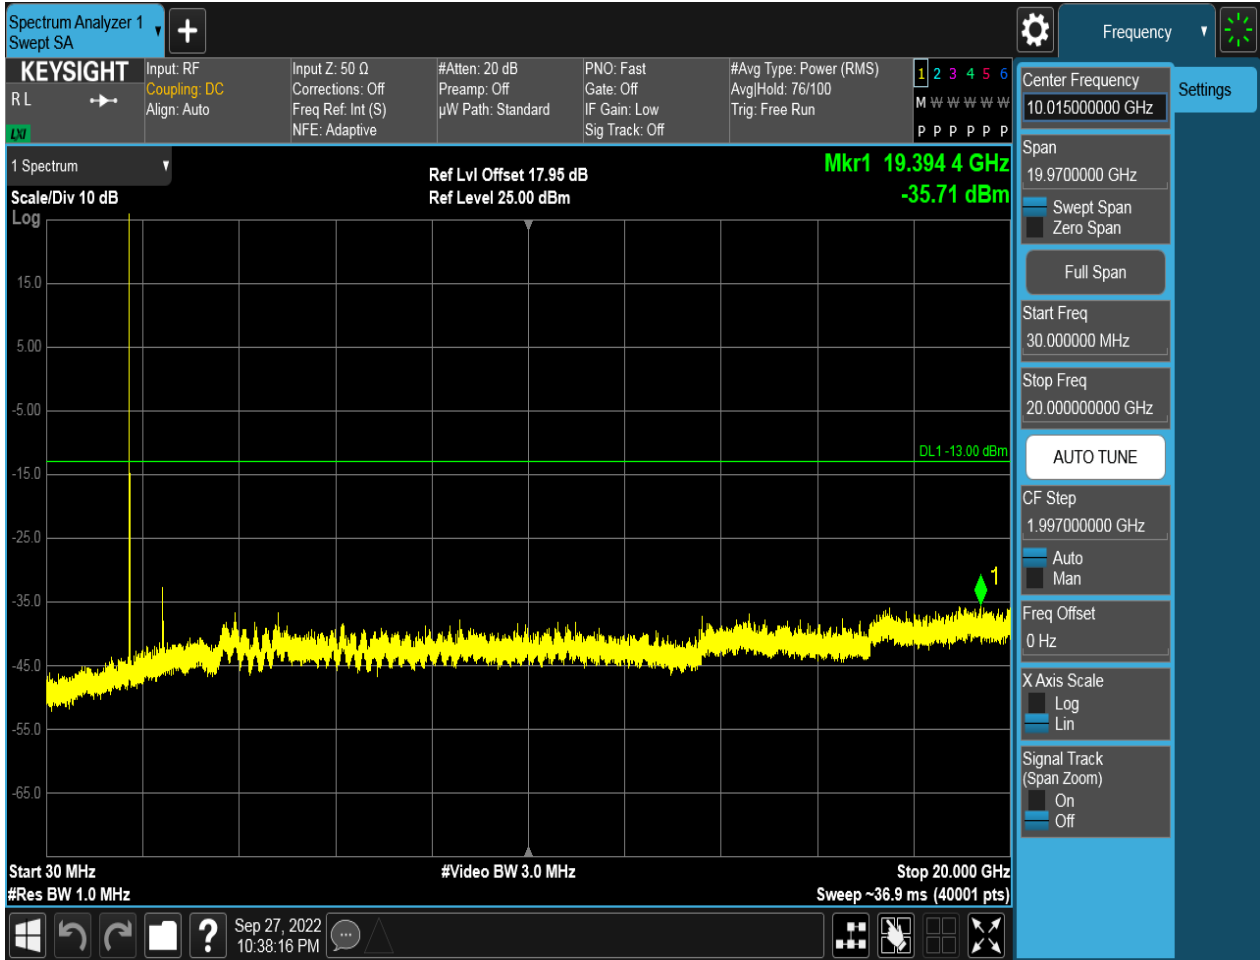 Spectrum Analyzer 1
Swept SA
+
Frequency
KEYSIGHT
R L
LXI
Input: RF
Coupling: DC
Align: Auto
Input Z: 50 Ω
Corrections: Off
Freq Ref: Int (S)
NFE: Adaptive
#Atten: 20 dB
Preamp: Off
µW Path: Standard
PNO: Fast
Gate: Off
IF Gain: Low
Sig Track: Off
#Avg Type: Power (RMS)
Avg|Hold: 76/100
Trig: Free Run
1 2 3 4 5 6
M W W W W W
P P P P P P
1 Spectrum
Scale/Div 10 dB
Log
Ref Lvl Offset 17.95 dB
Ref Level 25.00 dBm
Mkr1 19.394 4 GHz
-35.71 dBm
15.0
5.00
-5.00
-15.0
-25.0
-35.0
-45.0
-55.0
-65.0
DL1 -13.00 dBm
1
Start 30 MHz
#Res BW 1.0 MHz
#Video BW 3.0 MHz
Stop 20.000 GHz
Sweep ~36.9 ms (40001 pts)
Center Frequency
10.015000000 GHz
Settings
Span
19.9700000 GHz
Swept Span
Zero Span
Full Span
Start Freq
30.000000 MHz
Stop Freq
20.000000000 GHz
AUTO TUNE
CF Step
1.997000000 GHz
Auto
Man
Freq Offset
0 Hz
X Axis Scale
Log
Lin
Signal Track
(Span Zoom)
On
Off
?
Sep 27, 2022
10:38:16 PM